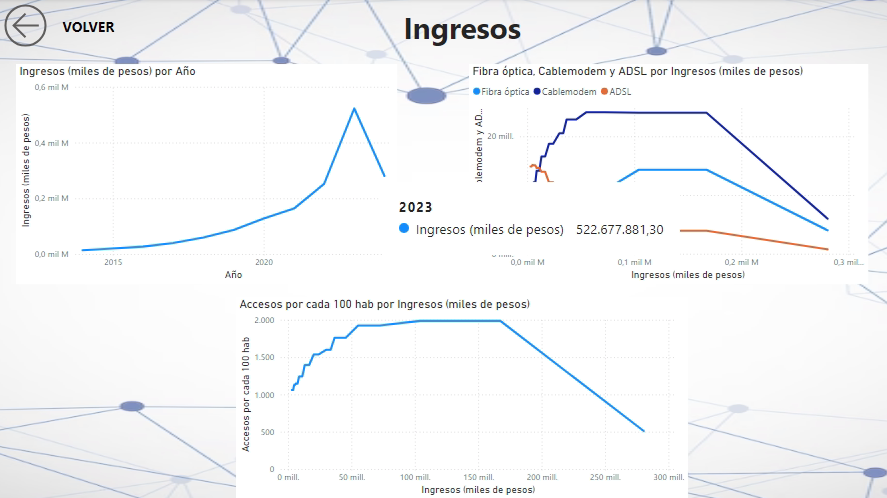 VOLVER
Ingresos
Ingresos (miles de pesos) por Año
0,6 mil M
0,4 mil M
0,2 mil M
0,0 mil M
Ingresos (miles de pesos)
2015
2020
Año
Fibra óptica, Cablemodem y ADSL por Ingresos (miles de pesos)
Fibra óptica
Cablemodem
ADSL
20 mill.
0,0 mil M
0,1 mil M
0,2 mil M
0,3 mil...
Ingresos (miles de pesos)
2023
Ingresos (miles de pesos) 522.677.881,30
Accesos por cada 100 hab por Ingresos (miles de pesos)
2.000
1.500
1.000
500
0
Accesos por cada 100 hab
0 mill.
50 mill.
100 mill.
150 mill.
200 mill.
250 mill.
300 mill.
Ingresos (miles de pesos)